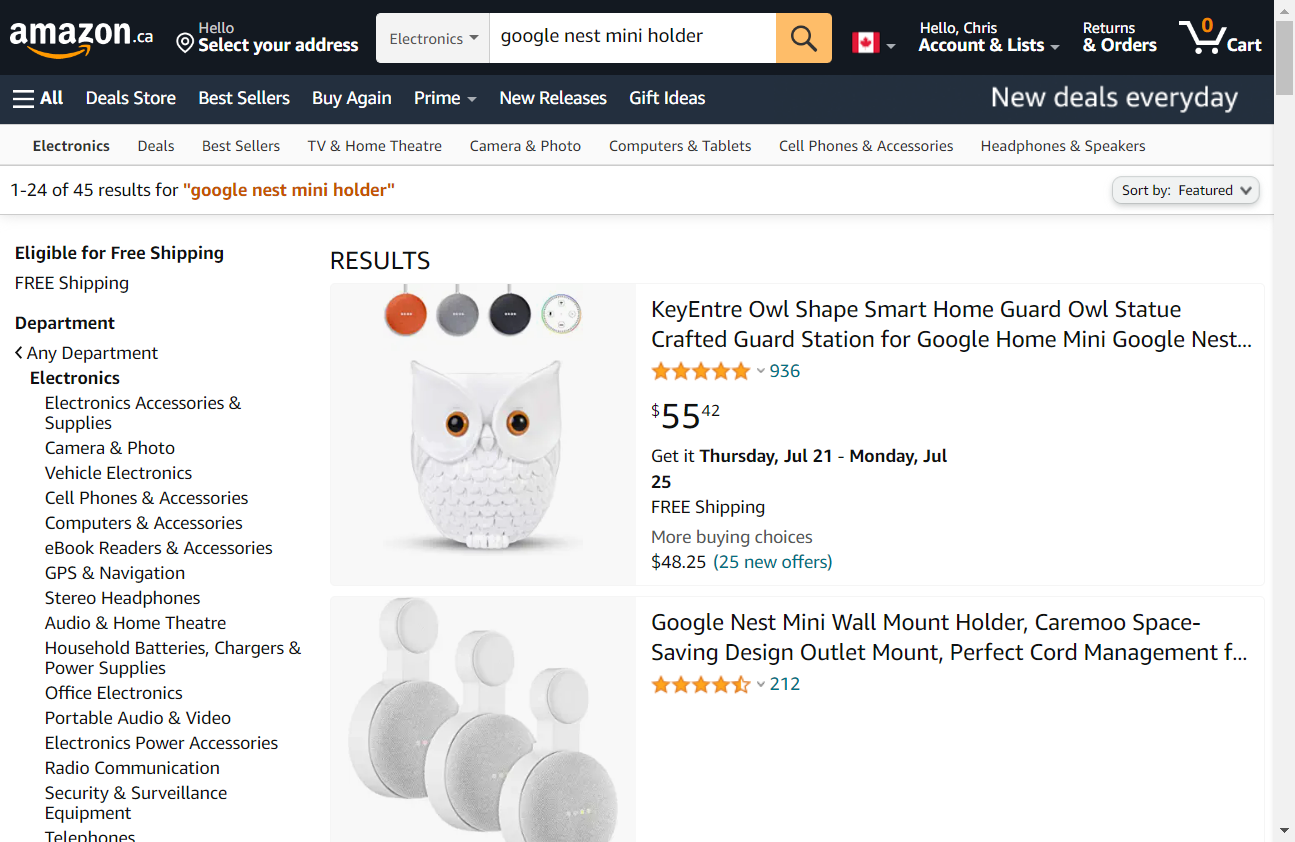 amazon.ca
Hello
Select your address
Electronics
google nest mini holder
Hello, Chris
Account & Lists
Returns
& Orders
0
Cart
All
Deals Store
Best Sellers
Buy Again
Prime
New Releases
Gift Ideas
New deals everyday
Electronics
Deals
Best Sellers
TV & Home Theatre
Camera & Photo
Computers & Tablets
Cell Phones & Accessories
Headphones & Speakers
1-24 of 45 results for "google nest mini holder"
Sort by: Featured
Eligible for Free Shipping
FREE Shipping
Department
Any Department
Electronics
Electronics Accessories &
Supplies
Camera & Photo
Vehicle Electronics
Cell Phones & Accessories
Computers & Accessories
eBook Readers & Accessories
GPS & Navigation
Stereo Headphones
Audio & Home Theatre
Household Batteries, Chargers &
Power Supplies
Office Electronics
Portable Audio & Video
Electronics Power Accessories
Radio Communication
Security & Surveillance
Equipment
Telephones
RESULTS
KeyEntre Owl Shape Smart Home Guard Owl Statue
Crafted Guard Station for Google Home Mini Google Nest...
936
$55.42
Get it Thursday, Jul 21 - Monday, Jul
25
FREE Shipping
More buying choices
$48.25 (25 new offers)
Google Nest Mini Wall Mount Holder, Caremoo Space-
Saving Design Outlet Mount, Perfect Cord Management f...
212